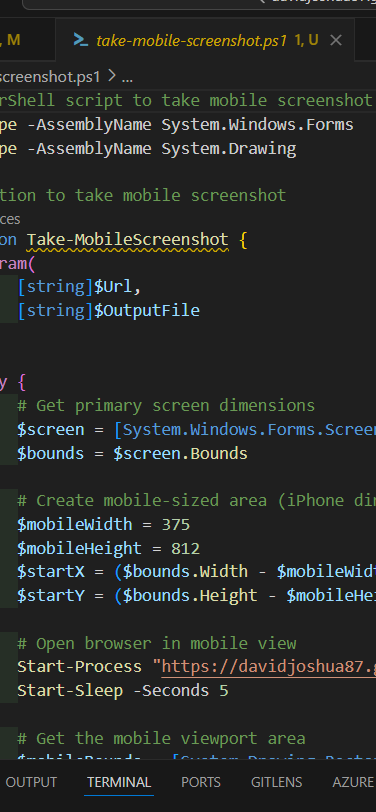 , M
take-mobile-screenshot.ps1 1, U
screenshot.ps1 > ...
rShell script to take mobile screenshot
pe -AssemblyName System.Windows.Forms
pe -AssemblyName System.Drawing
tion to take mobile screenshot
ces
on Take-MobileScreenshot {
ram(
[string]$Url,
[string]$OutputFile
y {
# Get primary screen dimensions
$screen = [System.Windows.Forms.Screen
$bounds = $screen.Bounds
# Create mobile-sized area (iPhone di
$mobileWidth = 375
$mobileHeight = 812
$startX = ($bounds.Width - $mobileWidt
$startY = ($bounds.Height - $mobileHei
# Open browser in mobile view
Start-Process "https://davidjoshua87.g
Start-Sleep -Seconds 5
# Get the mobile viewport area
OUTPUT TERMINAL PORTS GITLENS AZURE